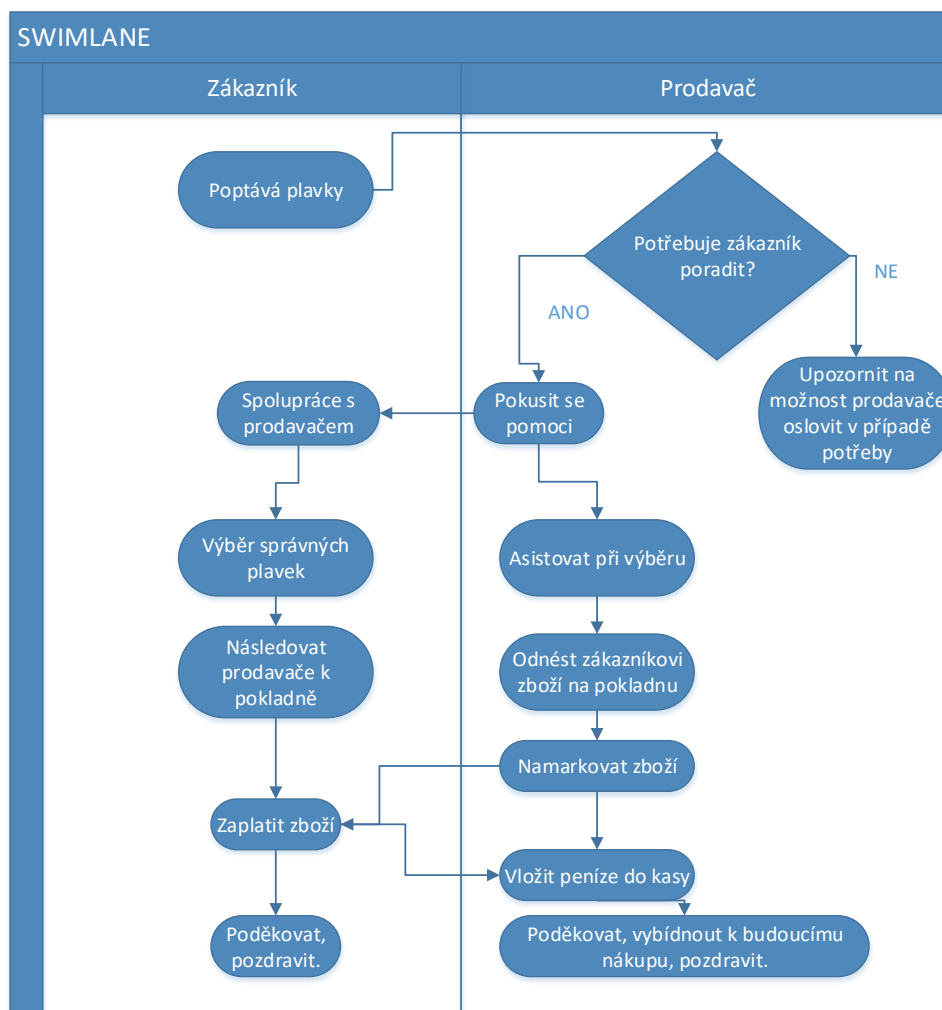 SWIMLANE
Zákazník
Prodavač
Poptává plavky
Potřebuje zákazník
poradit?
NE
ANO
Upozornit na
možnost prodavače
oslovit v případě
potřeby
Spolupráce s
prodavačem
Pokusit se
pomoci
Výběr správných
plavek
Asistovat při výběru
Následovat
prodavače k
pokladně
Odnést zákazníkovi
zboží na pokladnu
Namarkovat zboží
Zaplatit zboží
Vložit peníze do kasy
Poděkovat,
pozdravit.
Poděkovat, vybídnout k budoucímu
nákupu, pozdravit.